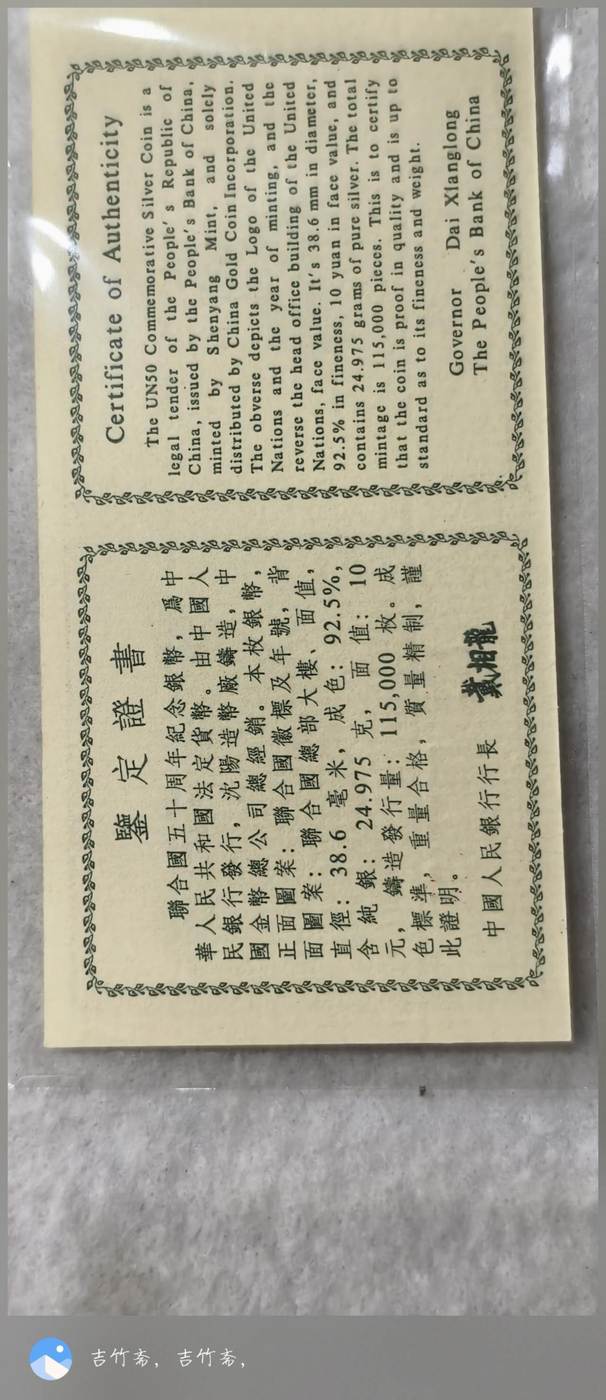 鑒定證書
聯合國五十周年紀念銀幣，爲中
華人民共和國法定貨幣。由中國人
民銀行發行，沈陽造幣廠鑄造，中
國金幣總公司總經銷。本枚銀幣，
正面圖案：聯合國徽標及年號，背
面圖案：聯合國總部大樓、面值，
直徑：38.6 毫米，成色：92.5%，
含純銀：24.975 克，面值：10
元，鑄造發行量：115,000 枚。成
色標準，重量合格，質量精制，謹
此證明。
中國人民銀行行長
戴相龍
Certificate of Authenticity
The UN50 Commemorative Silver Coin is a
legal tender of the People's Republic of
China, issued by the People's Bank of China,
minted by Shenyang Mint, and solely
distributed by China Gold Coin Incorporation.
The obverse depicts the Logo of the United
Nations and the year of minting, and the
reverse the head office building of the United
Nations, face value. It's 38.6 mm in diameter,
92.5% in fineness, 10 yuan in face value, and
contains 24.975 grams of pure silver. The total
mintage is 115,000 pieces. This is to certify
that the coin is proof in quality and is up to
standard as to its fineness and weight.
Governor Dai Xianglong
The People's Bank of China
吉竹斋，吉竹斋，